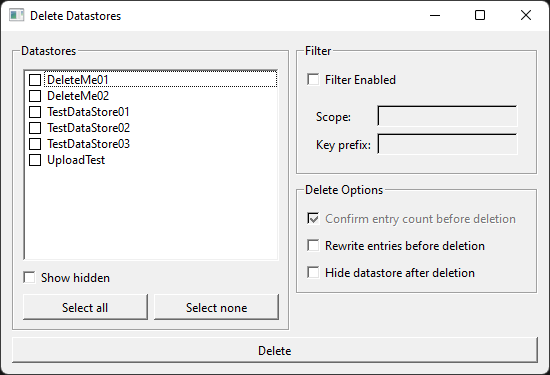 Delete Datastores
Datastores
DeleteMe01
DeleteMe02
TestDataStore01
TestDataStore02
TestDataStore03
UploadTest
Show hidden
Select all
Select none
Filter
Filter Enabled
Scope:
Key prefix:
Delete Options
Confirm entry count before deletion
Rewrite entries before deletion
Hide datastore after deletion
Delete